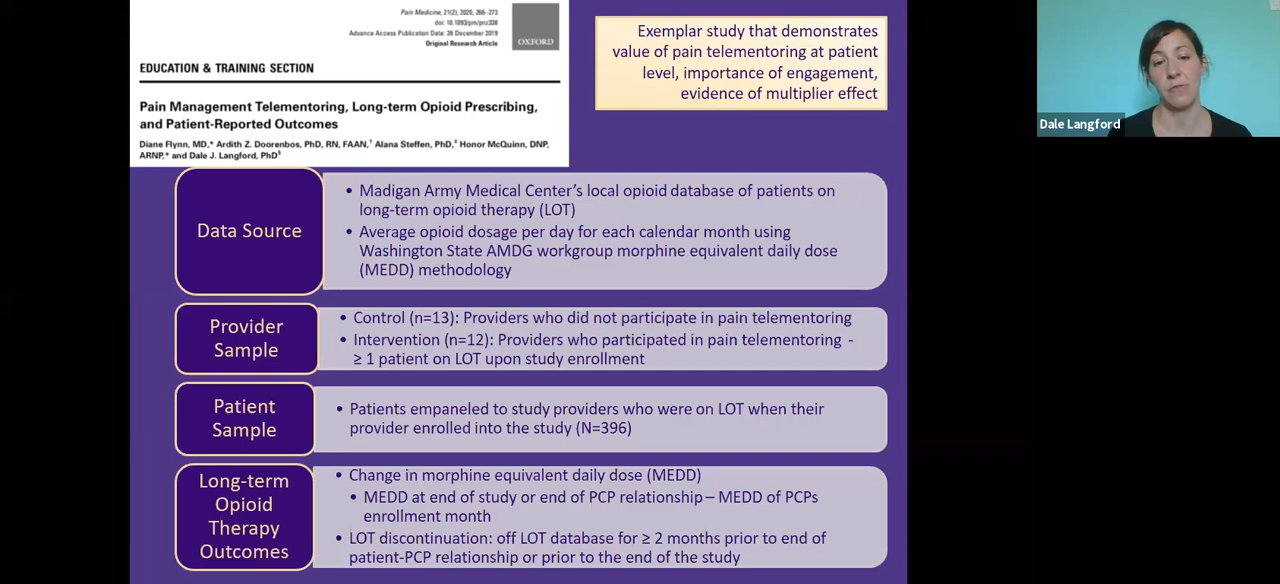 Pain Medicine, 21(2), 2020, 266–273
doi: 10.1093/pm/pnz338
Advance Access Publication Date: 26 December 2019
Original Research Article
OXFORD
EDUCATION & TRAINING SECTION
Pain Management Telementoring, Long-term Opioid Prescribing,
and Patient-Reported Outcomes
Diane Flynn, MD,* Ardith Z. Doorenbos, PhD, RN, FAAN,† Alana Steffen, PhD,‡ Honor McQuinn, DNP,
ARNP,* and Dale J. Langford, PhD§
Exemplar study that demonstrates
value of pain telementoring at patient
level, importance of engagement,
evidence of multiplier effect
Dale Langford
Data Source
• Madigan Army Medical Center's local opioid database of patients on
long-term opioid therapy (LOT)
• Average opioid dosage per day for each calendar month using
Washington State AMDG workgroup morphine equivalent daily dose
(MEDD) methodology
Provider
Sample
• Control (n=13): Providers who did not participate in pain telementoring
• Intervention (n=12): Providers who participated in pain telementoring -
≥ 1 patient on LOT upon study enrollment
Patient
Sample
• Patients empaneled to study providers who were on LOT when their
provider enrolled into the study (N=396)
Long-term
Opioid
Therapy
Outcomes
• Change in morphine equivalent daily dose (MEDD)
• MEDD at end of study or end of PCP relationship – MEDD of PCPs
enrollment month
• LOT discontinuation: off LOT database for ≥ 2 months prior to end of
patient-PCP relationship or prior to the end of the study